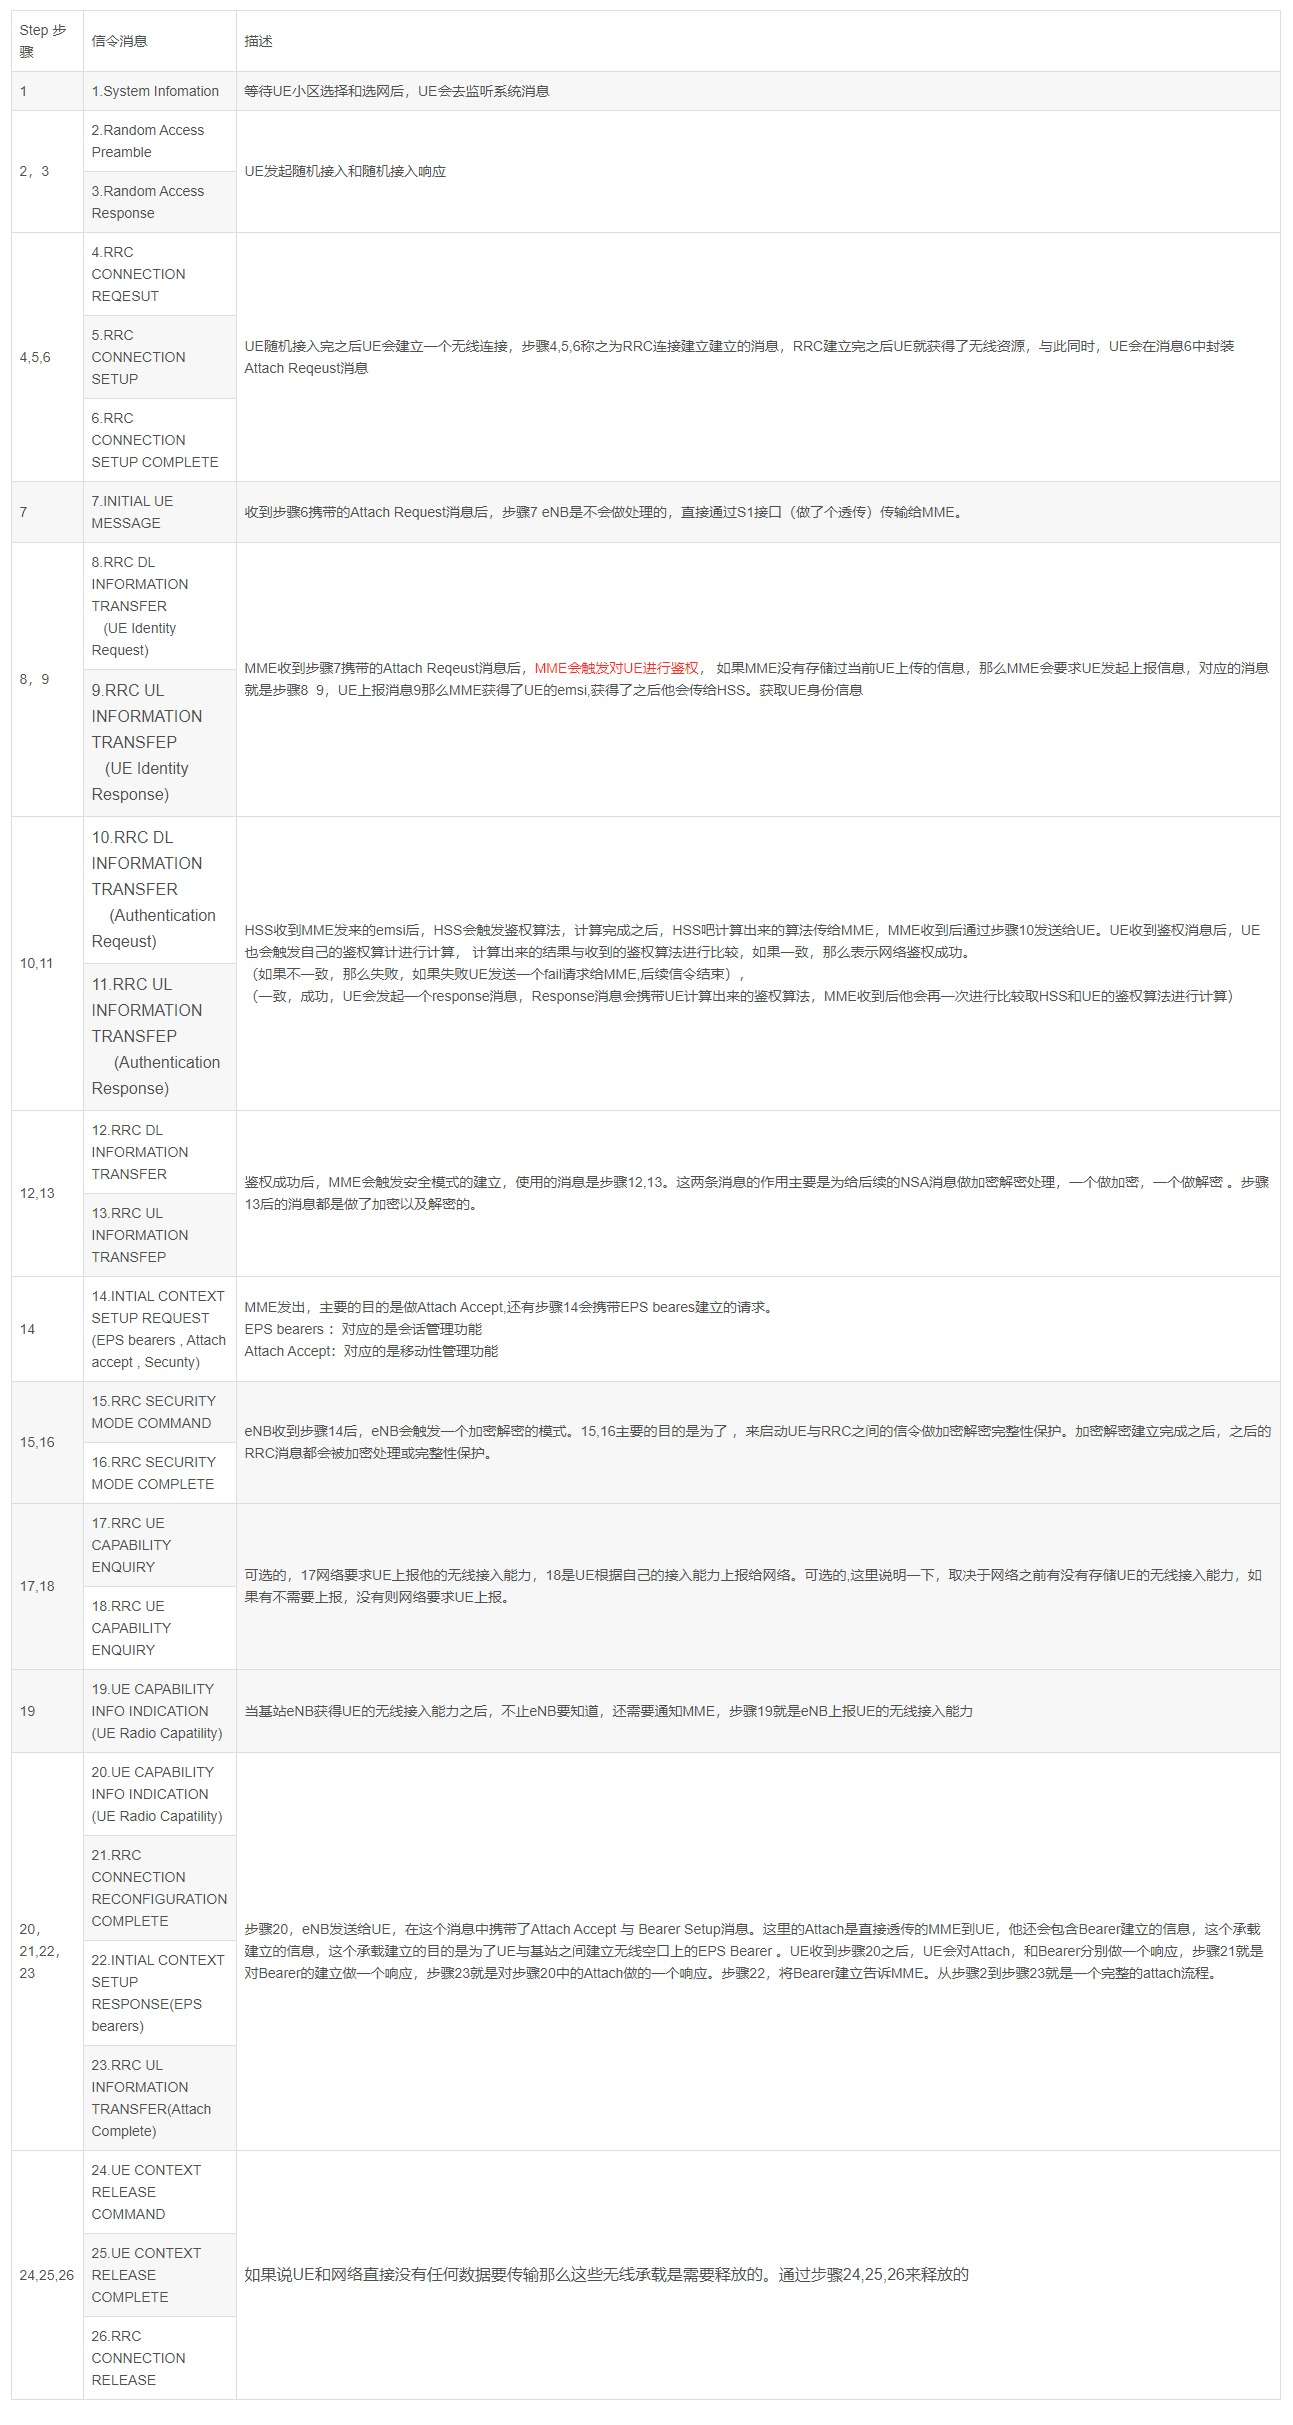 Step 步
骤
信令消息
描述
1
1.System Infomation
等待UE小区选择和选网后，UE会去监听系统消息
2，3
2.Random Access
Preamble
3.Random Access
Response
UE发起随机接入和随机接入响应
4,5,6
4.RRC
CONNECTION
REQESUT
5.RRC
CONNECTION
SETUP
6.RRC
CONNECTION
SETUP COMPLETE
UE随机接入完之后UE会建立一个无线连接，步骤4,5,6称之为RRC连接建立建立的消息，RRC建立完之后UE就获得了无线资源，与此同时，UE会在消息6中封装
Attach Reqeust消息
7
7.INITIAL UE
MESSAGE
收到步骤6携带的Attach Request消息后，步骤7 eNB是不会做处理的，直接通过S1接口（做了个透传）传输给MME。
8，9
8.RRC DL
INFORMATION
TRANSFER
(UE Identity
Request)
9.RRC UL
INFORMATION
TRANSFEP
(UE Identity
Response)
MME收到步骤7携带的Attach Reqeust消息后，MME会触发对UE进行鉴权， 如果MME没有存储过当前UE上传的信息，那么MME会要求UE发起上报信息，对应的消息
就是步骤8 9，UE上报消息9那么MME获得了UE的emsi,获得了之后他会传给HSS。获取UE身份信息
10,11
10.RRC DL
INFORMATION
TRANSFER
(Authentication
Reqeust)
11.RRC UL
INFORMATION
TRANSFEP
(Authentication
Response)
HSS收到MME发来的emsi后，HSS会触发鉴权算法，计算完成之后，HSS吧计算出来的算法传给MME，MME收到后通过步骤10发送给UE。UE收到鉴权消息后，UE
也会触发自己的鉴权算计进行计算， 计算出来的结果与收到的鉴权算法进行比较，如果一致，那么表示网络鉴权成功。
（如果不一致，那么失败，如果失败UE发送一个fail请求给MME,后续信令结束），
（一致，成功，UE会发起一个response消息，Response消息会携带UE计算出来的鉴权算法，MME收到后他会再一次进行比较取HSS和UE的鉴权算法进行计算）
12,13
12.RRC DL
INFORMATION
TRANSFER
13.RRC UL
INFORMATION
TRANSFEP
鉴权成功后，MME会触发安全模式的建立，使用的消息是步骤12,13。这两条消息的作用主要是为给后续的NSA消息做加密解密处理，一个做加密，一个做解密 。步骤
13后的消息都是做了加密以及解密的。
14
14.INTIAL CONTEXT
SETUP REQUEST
(EPS bearers , Attach
accept , Secunty)
MME发出，主要的目的是做Attach Accept,还有步骤14会携带EPS beares建立的请求。
EPS bearers ：对应的是会话管理功能
Attach Accept：对应的是移动性管理功能
15,16
15.RRC SECURITY
MODE COMMAND
16.RRC SECURITY
MODE COMPLETE
eNB收到步骤14后，eNB会触发一个加密解密的模式。15,16主要的目的是为了 ，来启动UE与RRC之间的信令做加密解密完整性保护。加密解密建立完成之后，之后的
RRC消息都会被加密处理或完整性保护。
17,18
17.RRC UE
CAPABILITY
ENQUIRY
18.RRC UE
CAPABILITY
ENQUIRY
可选的，17网络要求UE上报他的无线接入能力，18是UE根据自己的接入能力上报给网络。可选的,这里说明一下，取决于网络之前有没有存储UE的无线接入能力，如
果有不需要上报，没有则网络要求UE上报。
19
19.UE CAPABILITY
INFO INDICATION
(UE Radio Capatility)
当基站eNB获得UE的无线接入能力之后，不止eNB要知道，还需要通知MME，步骤19就是eNB上报UE的无线接入能力
20，
21,22，
23
20.UE CAPABILITY
INFO INDICATION
(UE Radio Capatility)
21.RRC
CONNECTION
RECONFIGURATION
COMPLETE
22.INTIAL CONTEXT
SETUP
RESPONSE(EPS
bearers)
23.RRC UL
INFORMATION
TRANSFER(Attach
Complete)
步骤20，eNB发送给UE，在这个消息中携带了Attach Accept 与 Bearer Setup消息。这里的Attach是直接透传的MME到UE，他还会包含Bearer建立的信息，这个承载
建立的信息，这个承载建立的目的是为了UE与基站之间建立无线空口上的EPS Bearer 。UE收到步骤20之后，UE会对Attach，和Bearer分别做一个响应，步骤21就是
对Bearer的建立做一个响应，步骤23就是对步骤20中的Attach做的一个响应。步骤22，将Bearer建立告诉MME。从步骤2到步骤23就是一个完整的attach流程。
24,25,26
24.UE CONTEXT
RELEASE
COMMAND
25.UE CONTEXT
RELEASE
COMPLETE
26.RRC
CONNECTION
RELEASE
如果说UE和网络直接没有任何数据要传输那么这些无线承载是需要释放的。通过步骤24,25,26来释放的